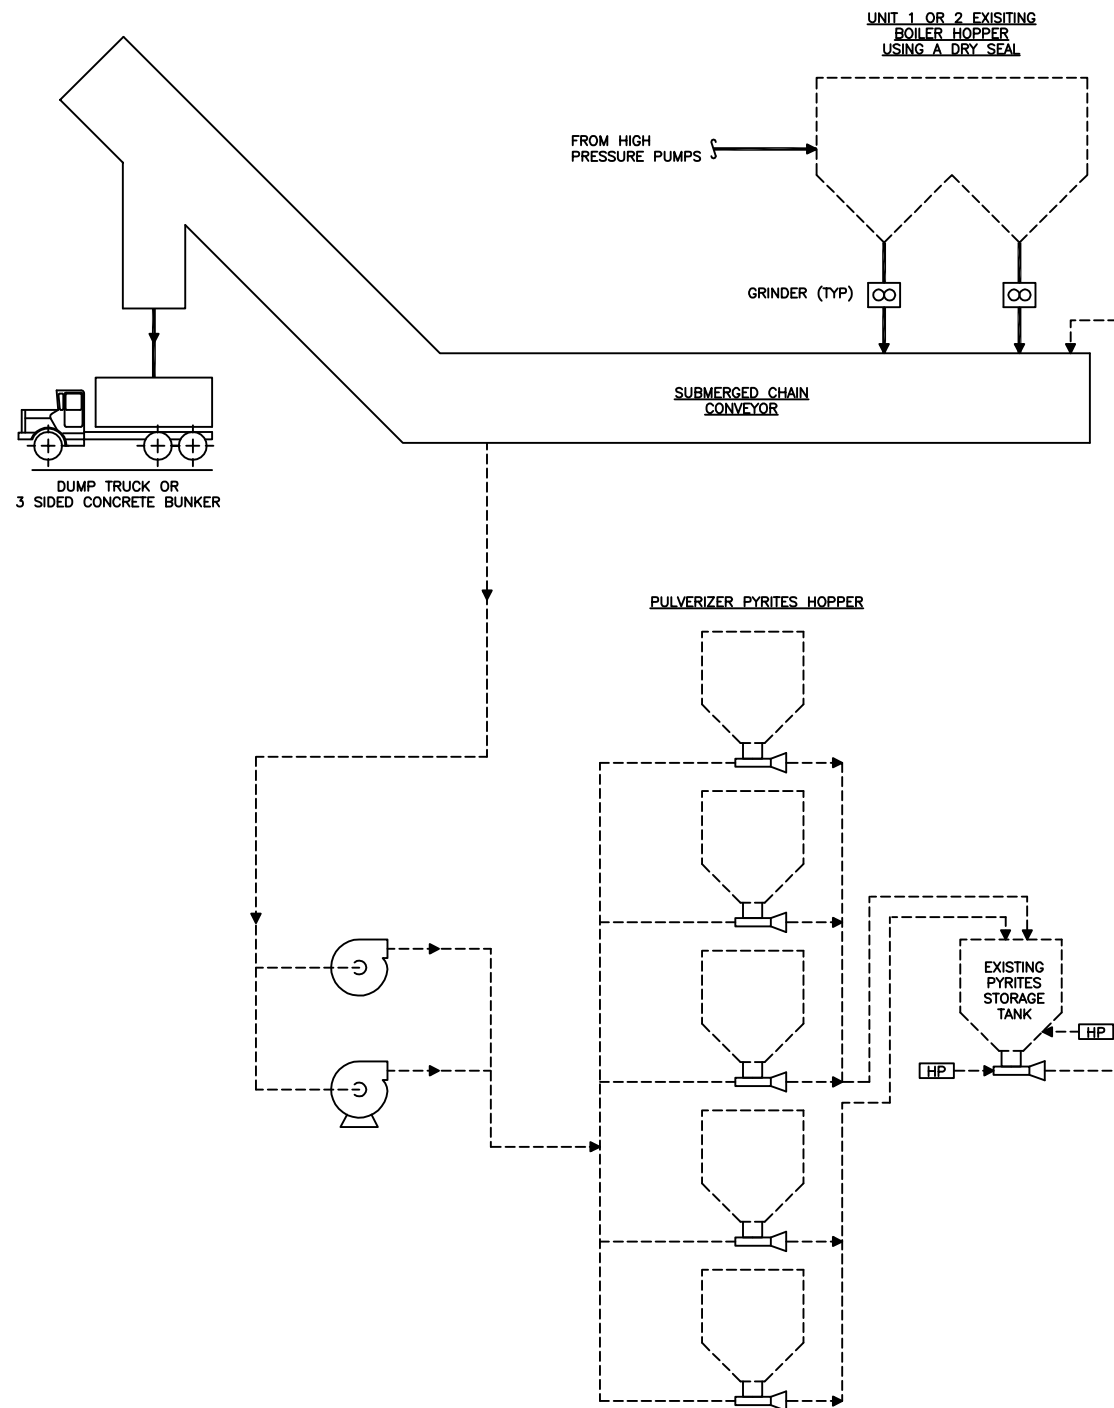 UNIT 1 OR 2 EXISITING
BOILER HOPPER
USING A DRY SEAL
FROM HIGH
PRESSURE PUMPS
GRINDER (TYP)
SUBMERGED CHAIN
CONVEYOR
DUMP TRUCK OR
3 SIDED CONCRETE BUNKER
PULVERIZER PYRITES HOPPER
EXISTING
PYRITES
STORAGE
TANK
HP
HP